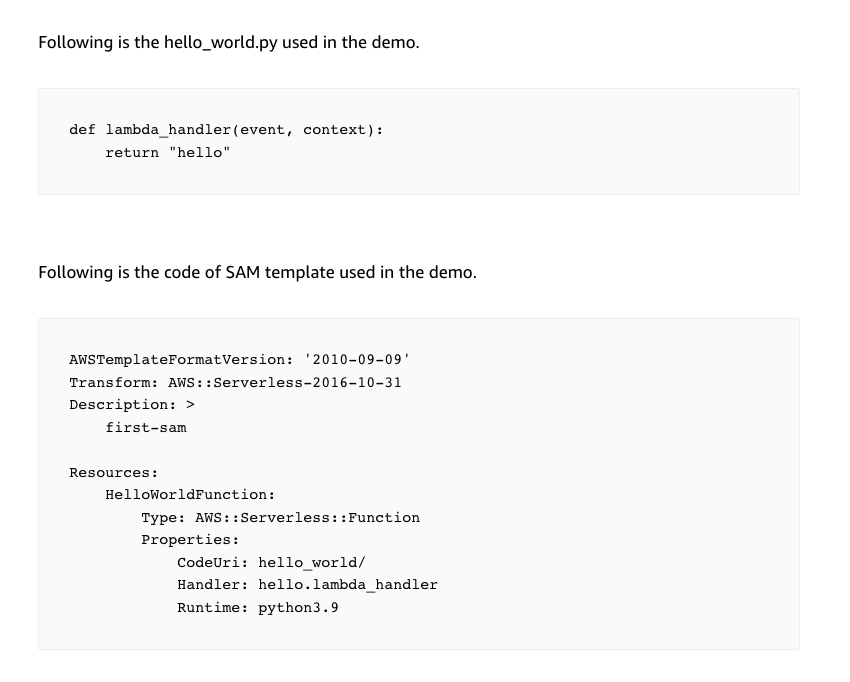 Following is the hello_world.py used in the demo.
def lambda_handler(event, context):
    return "hello"
Following is the code of SAM template used in the demo.
AWSTemplateFormatVersion: '2010-09-09'
Transform: AWS::Serverless-2016-10-31
Description: >
    first-sam
Resources:
    HelloWorldFunction:
        Type: AWS::Serverless::Function
        Properties:
            CodeUri: hello_world/
            Handler: hello.lambda_handler
            Runtime: python3.9